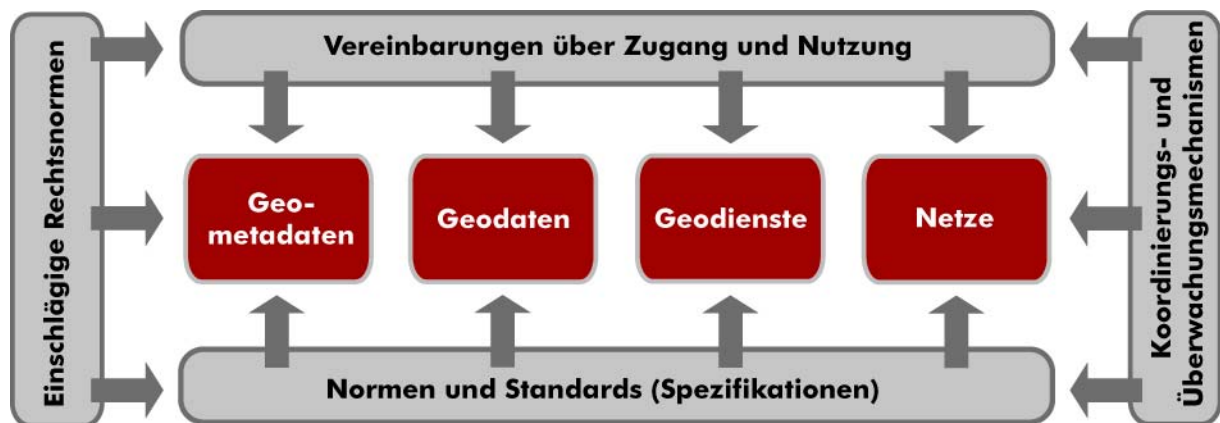 Einschlägige Rechtsnormen
Vereinbarungen über Zugang und Nutzung
Geo-
metadaten
Geodaten
Geodienste
Netze
Normen und Standards (Spezifikationen)
Koordinierungs- und
Überwachungsmechanismen